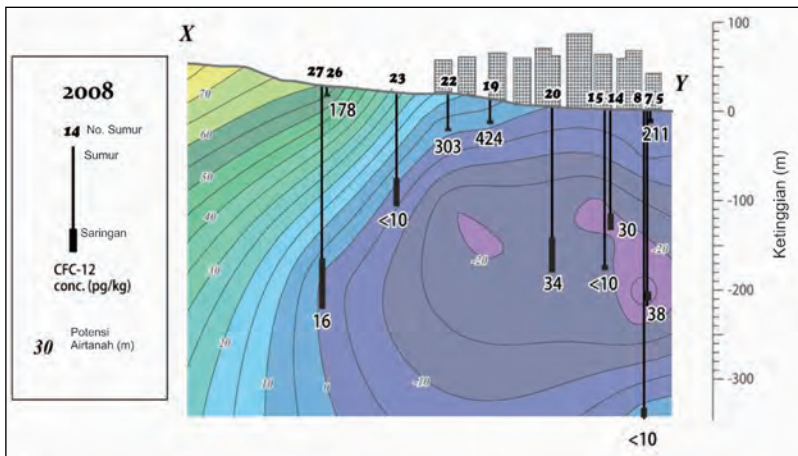 2008
14 No. Sumur
Sumur
Saringan
CFC-12
conc. (pg/kg)
30 Potensi
Airtanah (m)
X
Y
27 26 23 22 19 20 15 14 8 7 5
178
303
424
211
<10
30
34
<10
38
16
<10
70
60
50
40
30
20
10
0
-10
-20
-20
100
0
-100
-200
-300
Ketinggian (m)